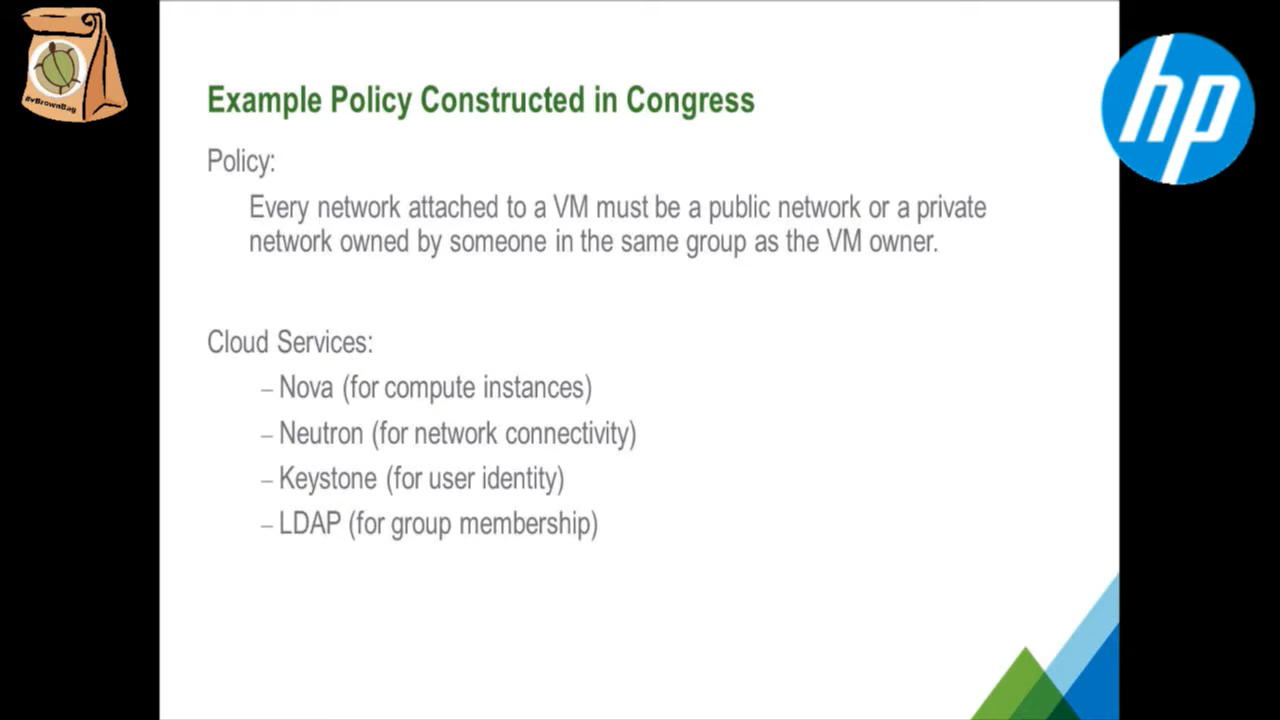 #vBrownBag
hp
Example Policy Constructed in Congress
Policy:
Every network attached to a VM must be a public network or a private
network owned by someone in the same group as the VM owner.
Cloud Services:
– Nova (for compute instances)
– Neutron (for network connectivity)
– Keystone (for user identity)
– LDAP (for group membership)